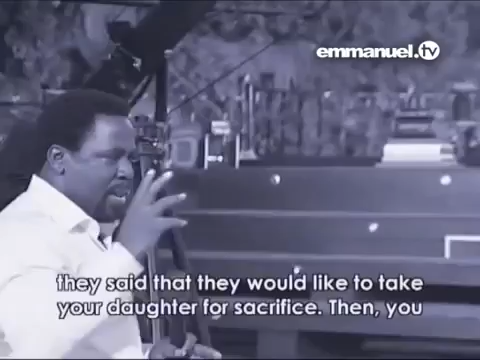 emmanuel.tv
they said that they would like to take
your daughter for sacrifice. Then, you